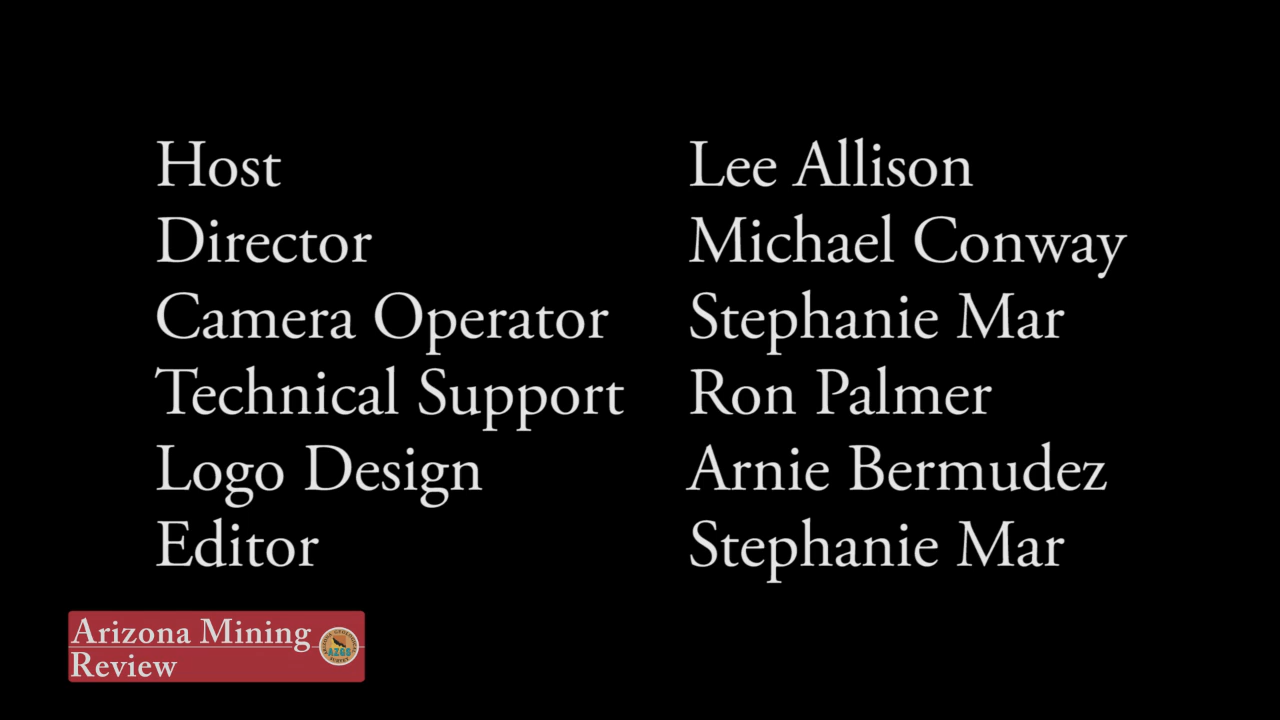 Host Lee Allison
Director Michael Conway
Camera Operator Stephanie Mar
Technical Support Ron Palmer
Logo Design Arnie Bermudez
Editor Stephanie Mar
Arizona Mining
Review
AZGS